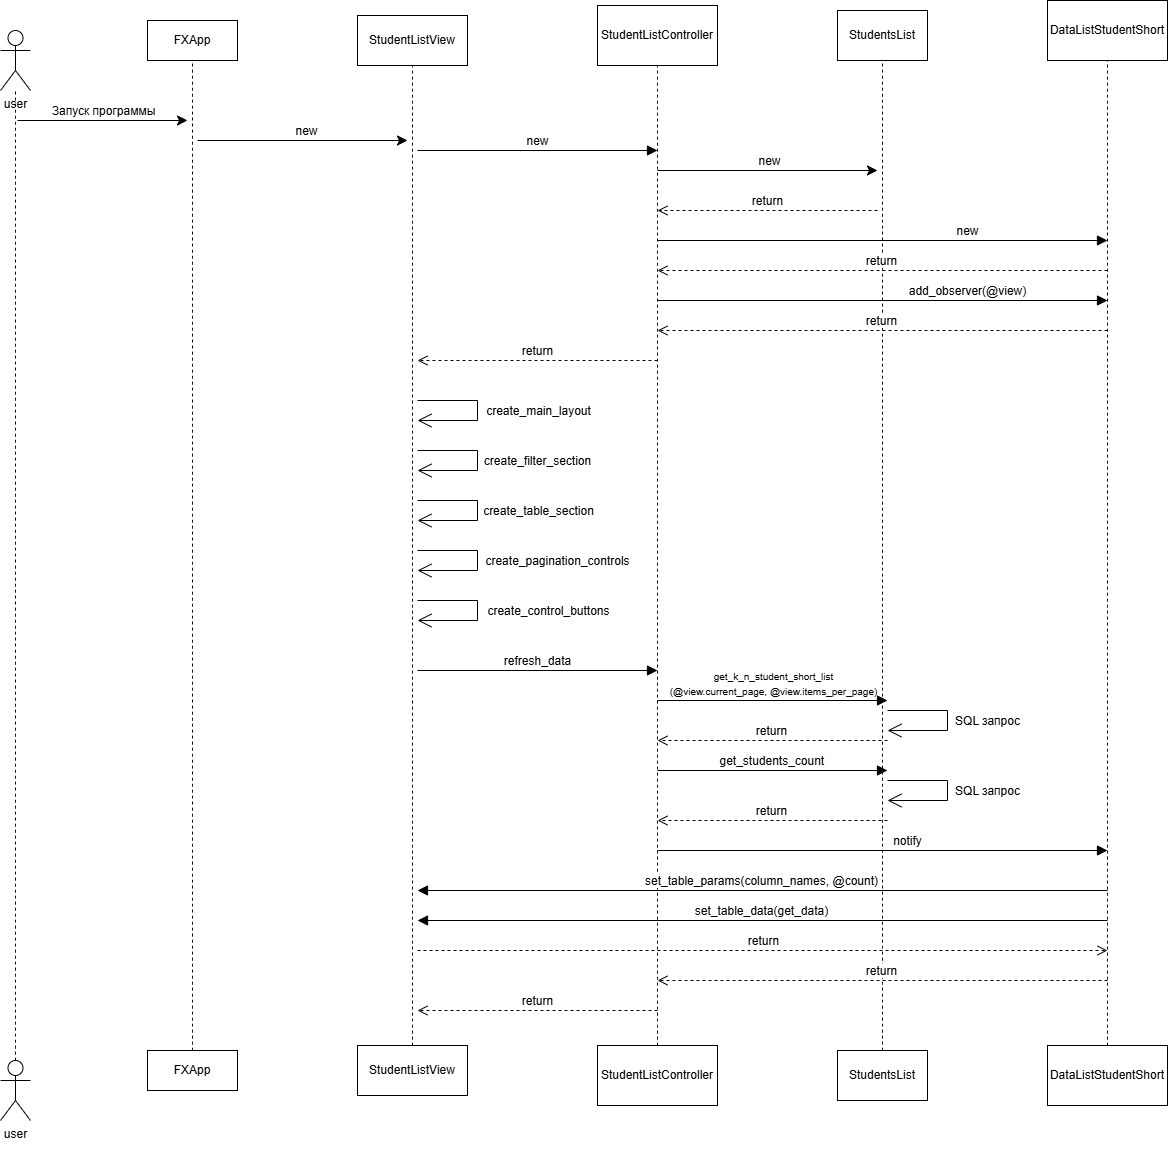 user
FXApp
StudentListView
StudentListController
StudentsList
DataListStudentShort
Запуск программы
new
new
new
return
new
return
add_observer(@view)
return
return
create_main_layout
create_filter_section
create_table_section
create_pagination_controls
create_control_buttons
refresh_data
get_k_n_student_short_list
(@view.current_page, @view.items_per_page)
SQL запрос
return
get_students_count
SQL запрос
return
notify
set_table_params(column_names, @count)
set_table_data(get_data)
return
return
return
user
FXApp
StudentListView
StudentListController
StudentsList
DataListStudentShort